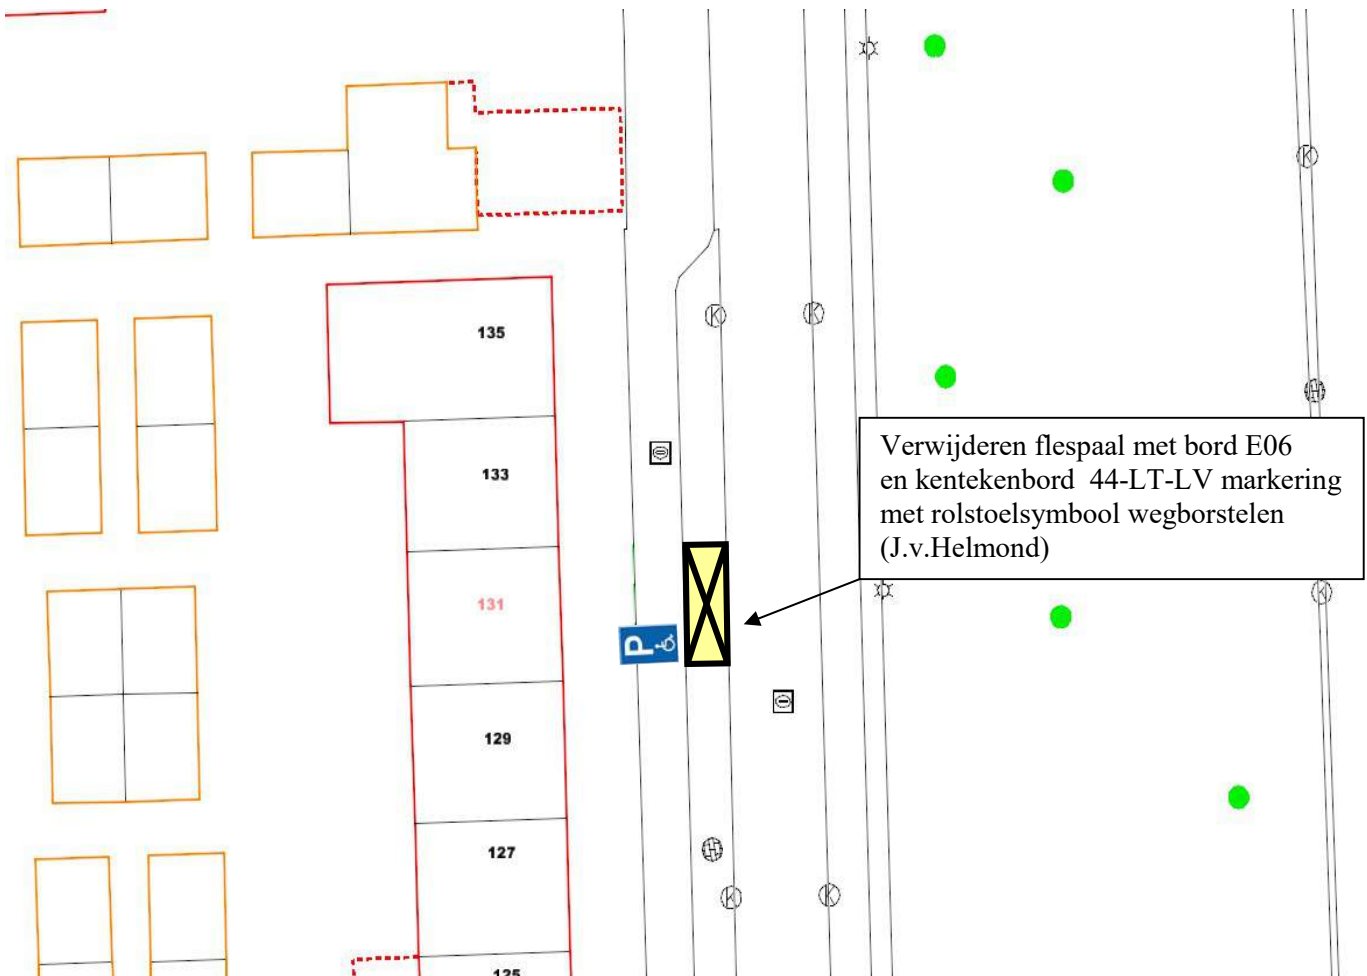 135
133
Verwijderen flespaal met bord E06
en kentekenbord 44-LT-LV markering
met rolstoelsymbool wegborstelen
(J.v.Helmond)
131
P
129
127
125
K
K
K
H
K
H
K
K